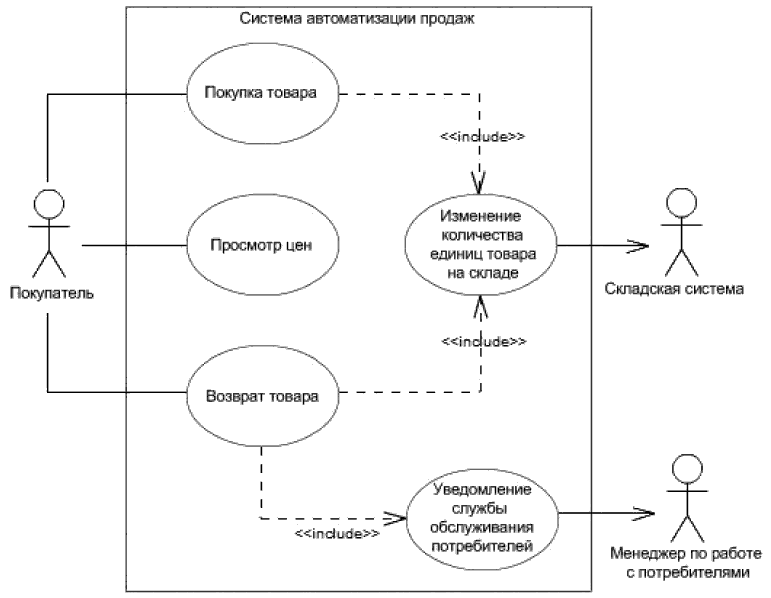 Система автоматизации продаж
Покупка товара
<<include>>
Просмотр цен
Изменение
количества
единиц товара
на складе
Покупатель
Складская система
<<include>>
Возврат товара
Уведомление
службы
обслуживания
потребителей
<<include>>
Менеджер по работе
с потребителями